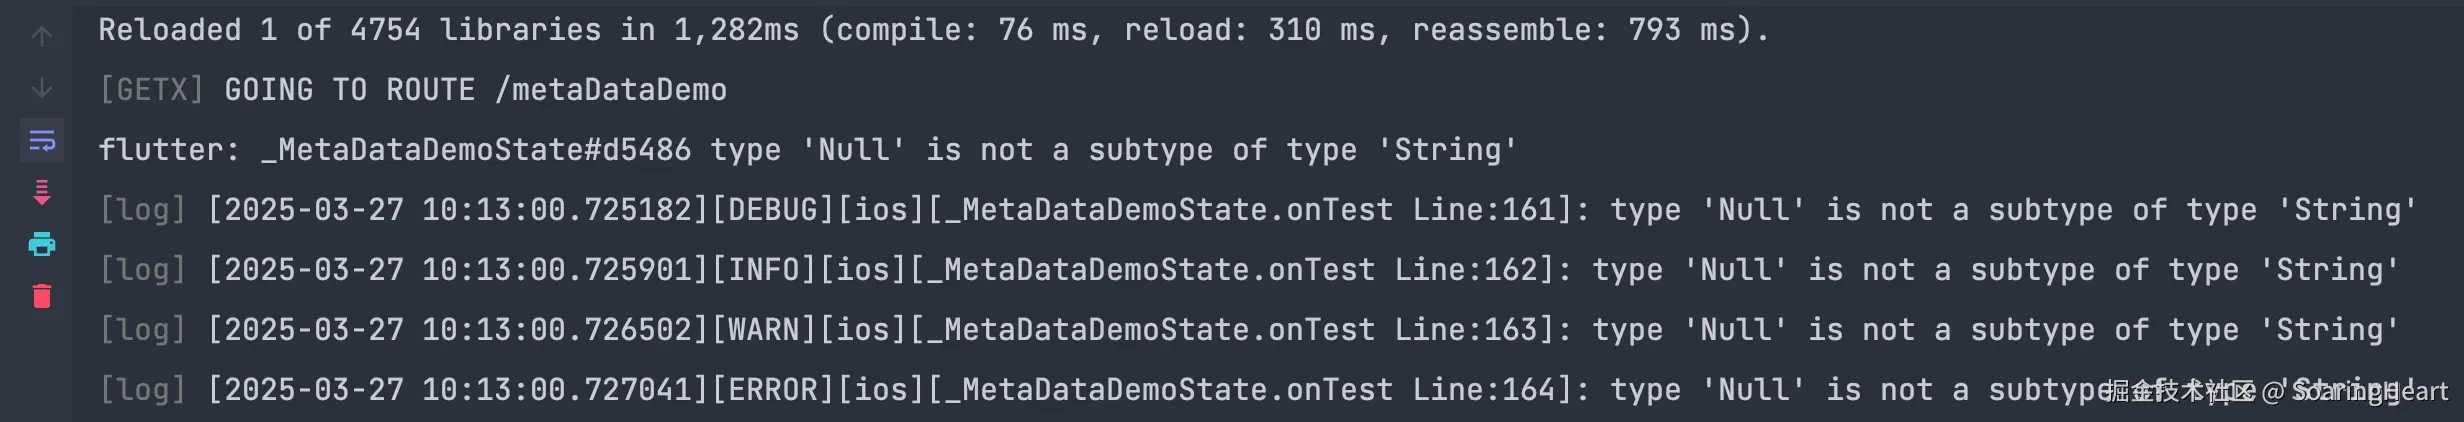 Reloaded 1 of 4754 libraries in 1,282ms (compile: 76 ms, reload: 310 ms, reassemble: 793 ms).
[GETX] GOING TO ROUTE /metaDataDemo
flutter: _MetaDataDemoState#d5486 type 'Null' is not a subtype of type 'String'
[log] [2025-03-27 10:13:00.725182][DEBUG][ios][_MetaDataDemoState.onTest Line:161]: type 'Null' is not a subtype of type 'String'
[log] [2025-03-27 10:13:00.725901][INFO][ios][_MetaDataDemoState.onTest Line:162]: type 'Null' is not a subtype of type 'String'
[log] [2025-03-27 10:13:00.726502][WARN][ios][_MetaDataDemoState.onTest Line:163]: type 'Null' is not a subtype of type 'String'
[log] [2025-03-27 10:13:00.727041][ERROR][ios][_MetaDataDemoState.onTest Line:164]: type 'Null' is not a subtype of type 'String'
掘金技术社区 @ SoaringHeart